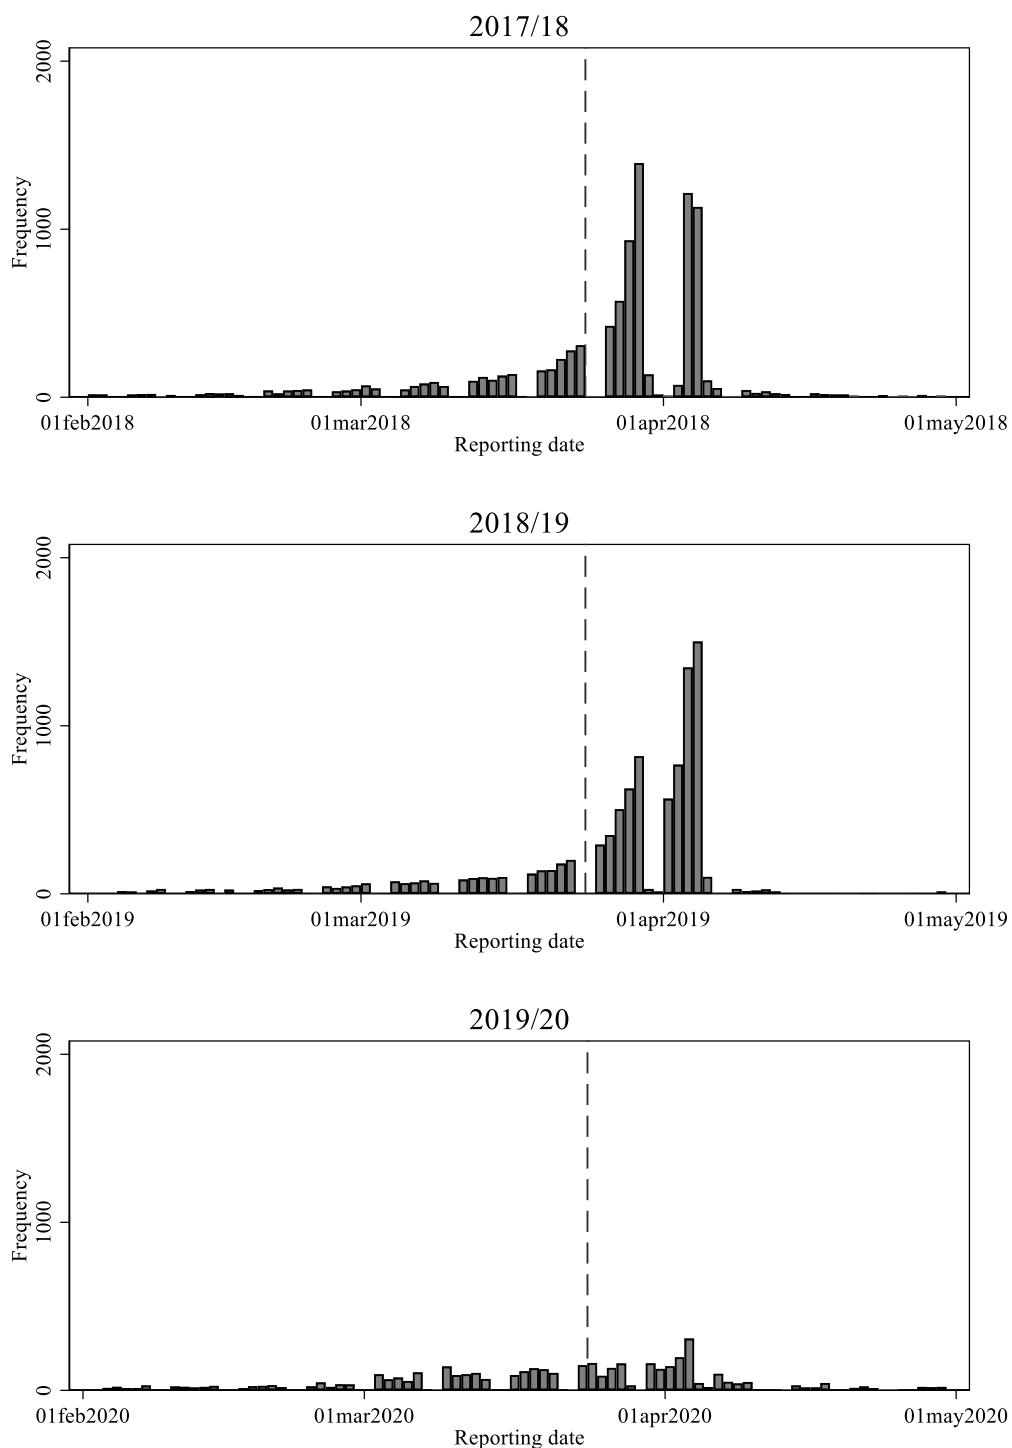 2017/18
2000
1000
0
Frequency
01feb2018 01mar2018 01apr2018 01may2018
Reporting date
2018/19
2000
1000
0
Frequency
01feb2019 01mar2019 01apr2019 01may2019
Reporting date
2019/20
2000
1000
0
Frequency
01feb2020 01mar2020 01apr2020 01may2020
Reporting date